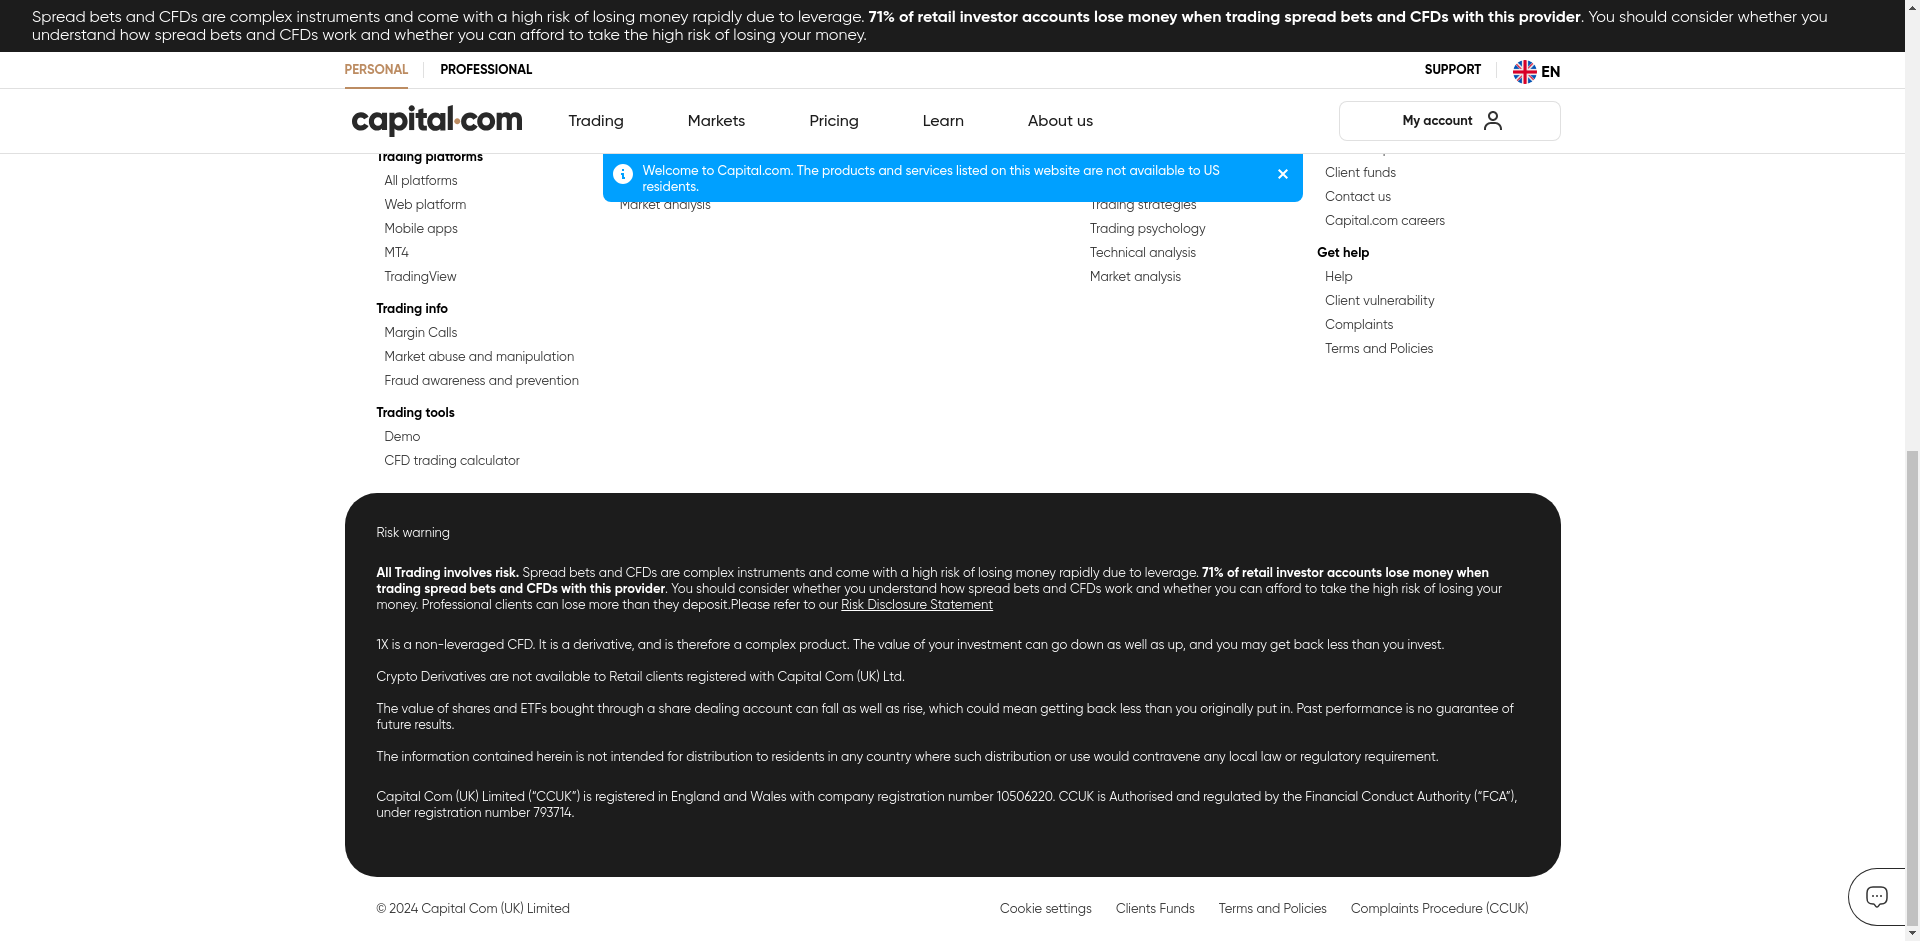 Spread bets and CFDs are complex instruments and come with a high risk of losing money rapidly due to leverage. 71% of retail investor accounts lose money when trading spread bets and CFDs with this provider. You should consider whether you
understand how spread bets and CFDs work and whether you can afford to take the high risk of losing your money.
PERSONAL
PROFESSIONAL
SUPPORT
EN
capital.com
Trading
Markets
Pricing
Learn
About us
My account
Welcome to Capital.com. The products and services listed on this website are not available to US
residents.
Trading platforms
All platforms
Web platform
Mobile apps
MT4
TradingView
Trading info
Margin Calls
Market abuse and manipulation
Fraud awareness and prevention
Trading tools
Demo
CFD trading calculator
Market analysis
Trading strategies
Trading psychology
Technical analysis
Market analysis
Client funds
Contact us
Capital.com careers
Get help
Help
Client vulnerability
Complaints
Terms and Policies
Risk warning
All Trading involves risk. Spread bets and CFDs are complex instruments and come with a high risk of losing money rapidly due to leverage. 71% of retail investor accounts lose money when
trading spread bets and CFDs with this provider. You should consider whether you understand how spread bets and CFDs work and whether you can afford to take the high risk of losing your
money. Professional clients can lose more than they deposit.Please refer to our Risk Disclosure Statement
1X is a non-leveraged CFD. It is a derivative, and is therefore a complex product. The value of your investment can go down as well as up, and you may get back less than you invest.
Crypto Derivatives are not available to Retail clients registered with Capital Com (UK) Ltd.
The value of shares and ETFs bought through a share dealing account can fall as well as rise, which could mean getting back less than you originally put in. Past performance is no guarantee of
future results.
The information contained herein is not intended for distribution to residents in any country where such distribution or use would contravene any local law or regulatory requirement.
Capital Com (UK) Limited (“CCUK”) is registered in England and Wales with company registration number 10506220. CCUK is Authorised and regulated by the Financial Conduct Authority (“FCA”),
under registration number 793714.
© 2024 Capital Com (UK) Limited
Cookie settings
Clients Funds
Terms and Policies
Complaints Procedure (CCUK)